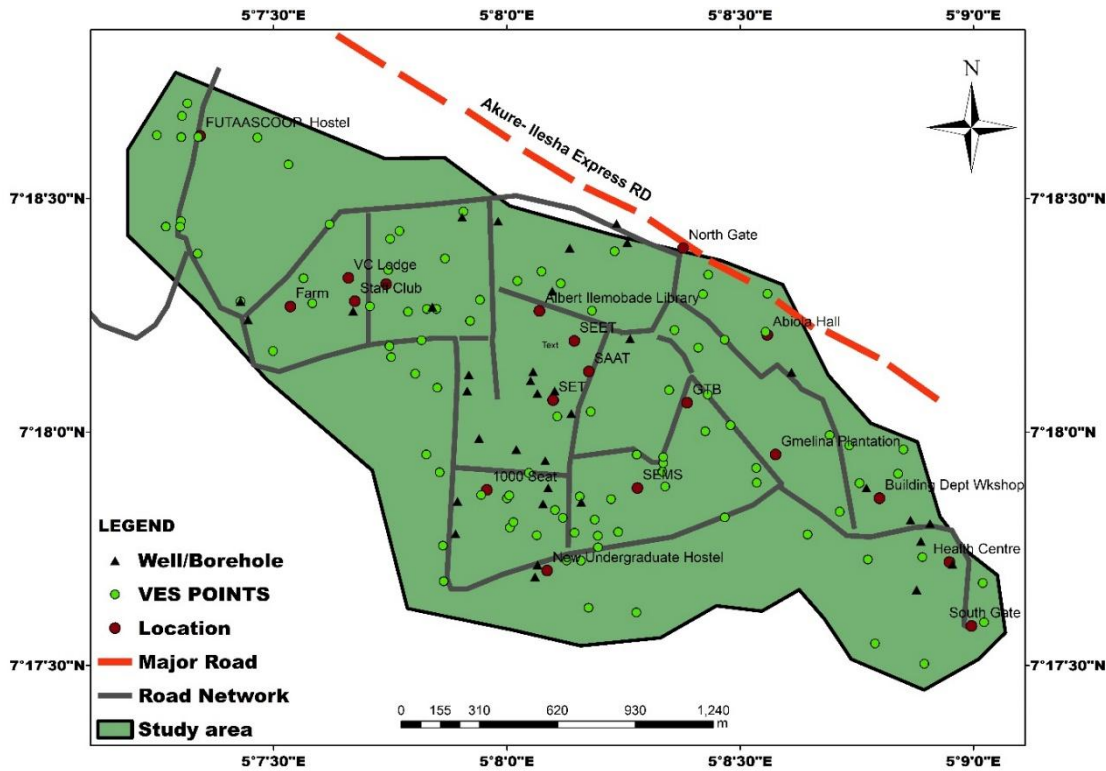 5°7'30"E 5°8'0"E 5°8'30"E 5°9'0"E
N
Akure- Ilesha Express RD
FUTAASCOOP Hostel
7°18'30"N 7°18'30"N
North Gate
VC Lodge
Staff Club
Farm
Albert Ilemobade Library
SEET
Text
Abiola Hall
SAAT
SET
GTB
7°18'0"N 7°18'0"N
Gmelina Plantation
1000 Seat
SEMS
Building Dept Wkshop
New Undergraduate Hostel
Health Centre
South Gate
LEGEND
Well/Borehole
VES POINTS
Location
Major Road
Road Network
Study area
7°17'30"N 7°17'30"N
0 155 310 620 930 1,240
m
5°7'30"E 5°8'0"E 5°8'30"E 5°9'0"E